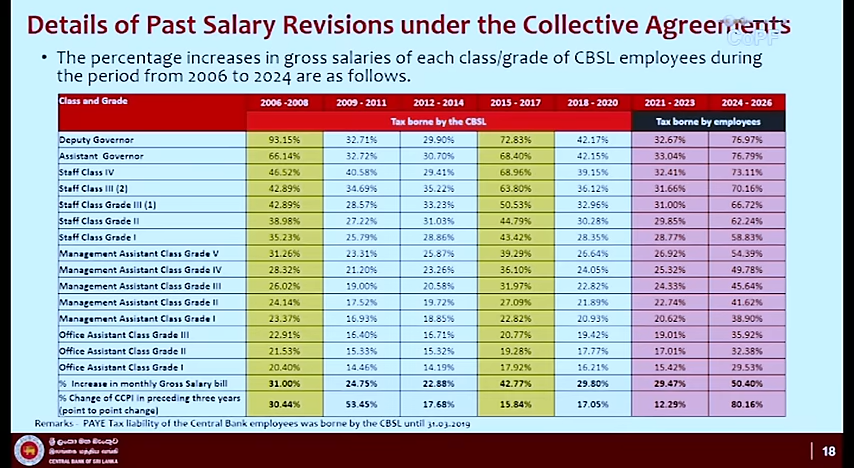 Details of Past Salary Revisions under the Collective Agreements
COPF
• The percentage increases in gross salaries of each class/grade of CBSL employees during
the period from 2006 to 2024 are as follows.
Class and Grade 2006 -2008 2009 - 2011 2012 - 2014 2015 - 2017 2018 - 2020 2021 - 2023 2024 - 2026
Tax borne by the CBSL Tax borne by employees
Deputy Governor 93.15% 32.71% 29.90% 72.83% 42.17% 32.67% 76.97%
Assistant Governor 66.14% 32.72% 30.70% 68.40% 42.15% 33.04% 76.79%
Staff Class IV 46.52% 40.58% 29.41% 68.96% 39.15% 32.41% 73.11%
Staff Class III (2) 42.89% 34.69% 35.22% 63.80% 36.12% 31.66% 70.16%
Staff Class Grade III (1) 42.89% 28.57% 33.23% 50.53% 32.96% 31.00% 66.72%
Staff Class Grade II 38.98% 27.22% 31.03% 44.79% 30.28% 29.85% 62.24%
Staff Class Grade I 35.23% 25.79% 28.86% 43.42% 28.35% 28.77% 58.83%
Management Assistant Class Grade V 31.26% 23.31% 25.87% 39.29% 26.64% 26.92% 54.39%
Management Assistant Class Grade IV 28.32% 21.20% 23.26% 36.10% 24.05% 25.32% 49.78%
Management Assistant Class Grade III 26.02% 19.00% 20.58% 31.97% 22.82% 24.33% 45.64%
Management Assistant Class Grade II 24.14% 17.52% 19.72% 27.09% 21.89% 22.74% 41.62%
Management Assistant Class Grade I 23.37% 16.93% 18.85% 22.82% 20.93% 20.62% 38.90%
Office Assistant Class Grade III 22.91% 16.40% 16.71% 20.77% 19.42% 19.01% 35.92%
Office Assistant Class Grade II 21.53% 15.33% 15.32% 19.28% 17.77% 17.01% 32.38%
Office Assistant Class Grade I 20.40% 14.46% 14.19% 17.92% 16.21% 15.42% 29.53%
% Increase in monthly Gross Salary bill 31.00% 24.75% 22.88% 42.77% 29.80% 29.47% 50.40%
% Change of CCPI in preceding three years
(point to point change) 30.44% 53.45% 17.68% 15.84% 17.05% 12.29% 80.16%
Remarks - PAYE Tax liability of the Central Bank employees was borne by the CBSL until 31.03.2019
ශ්‍රී ලංකා මහ බැංකුව
இலங்கை மத்திய வங்கி
CENTRAL BANK OF SRI LANKA
18